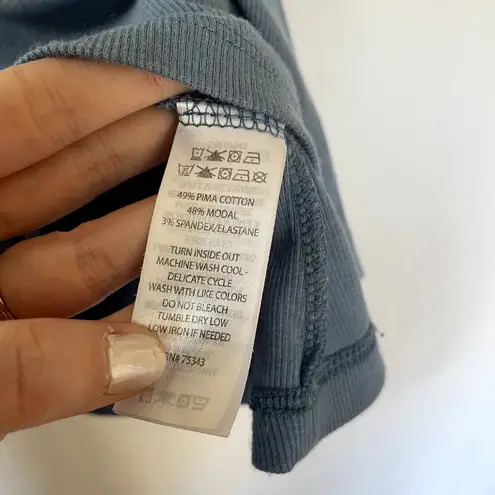 49% PIMA COTTON
48% MODAL
3% SPANDEX/ELASTANE
TURN INSIDE OUT
MACHINE WASH COOL -
DELICATE CYCLE
WASH WITH LIKE COLORS
DO NOT BLEACH
TUMBLE DRY LOW
LOW IRON IF NEEDED
RN# 75343